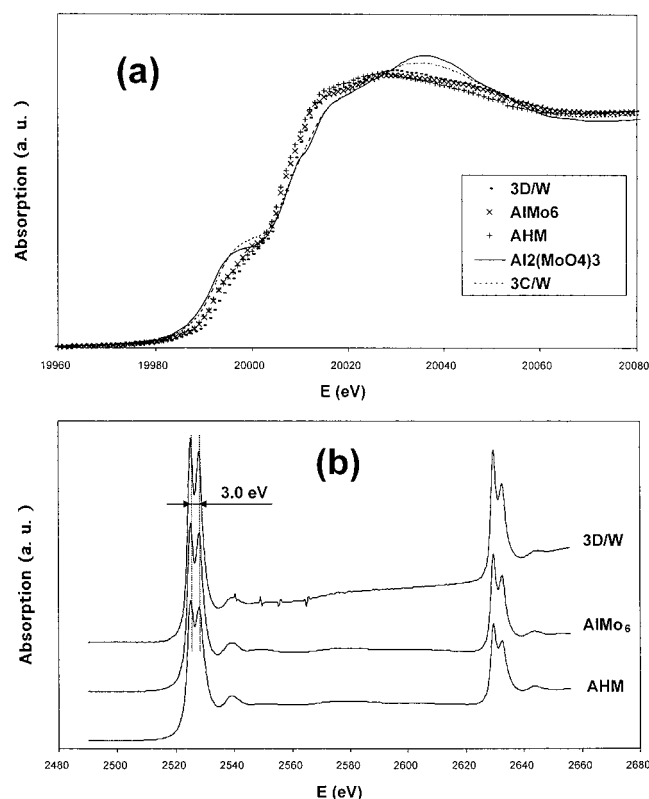 (a)
Absorption (a. u.)
3D/W
AlMo6
AHM
Al2(MoO4)3
3C/W
19960 19980 20000 20020 20040 20060 20080
E (eV)
(b)
3.0 eV
Absorption (a. u.)
3D/W
AlMo6
AHM
2480 2500 2520 2540 2560 2580 2600 2620 2640 2660 2680
E (eV)